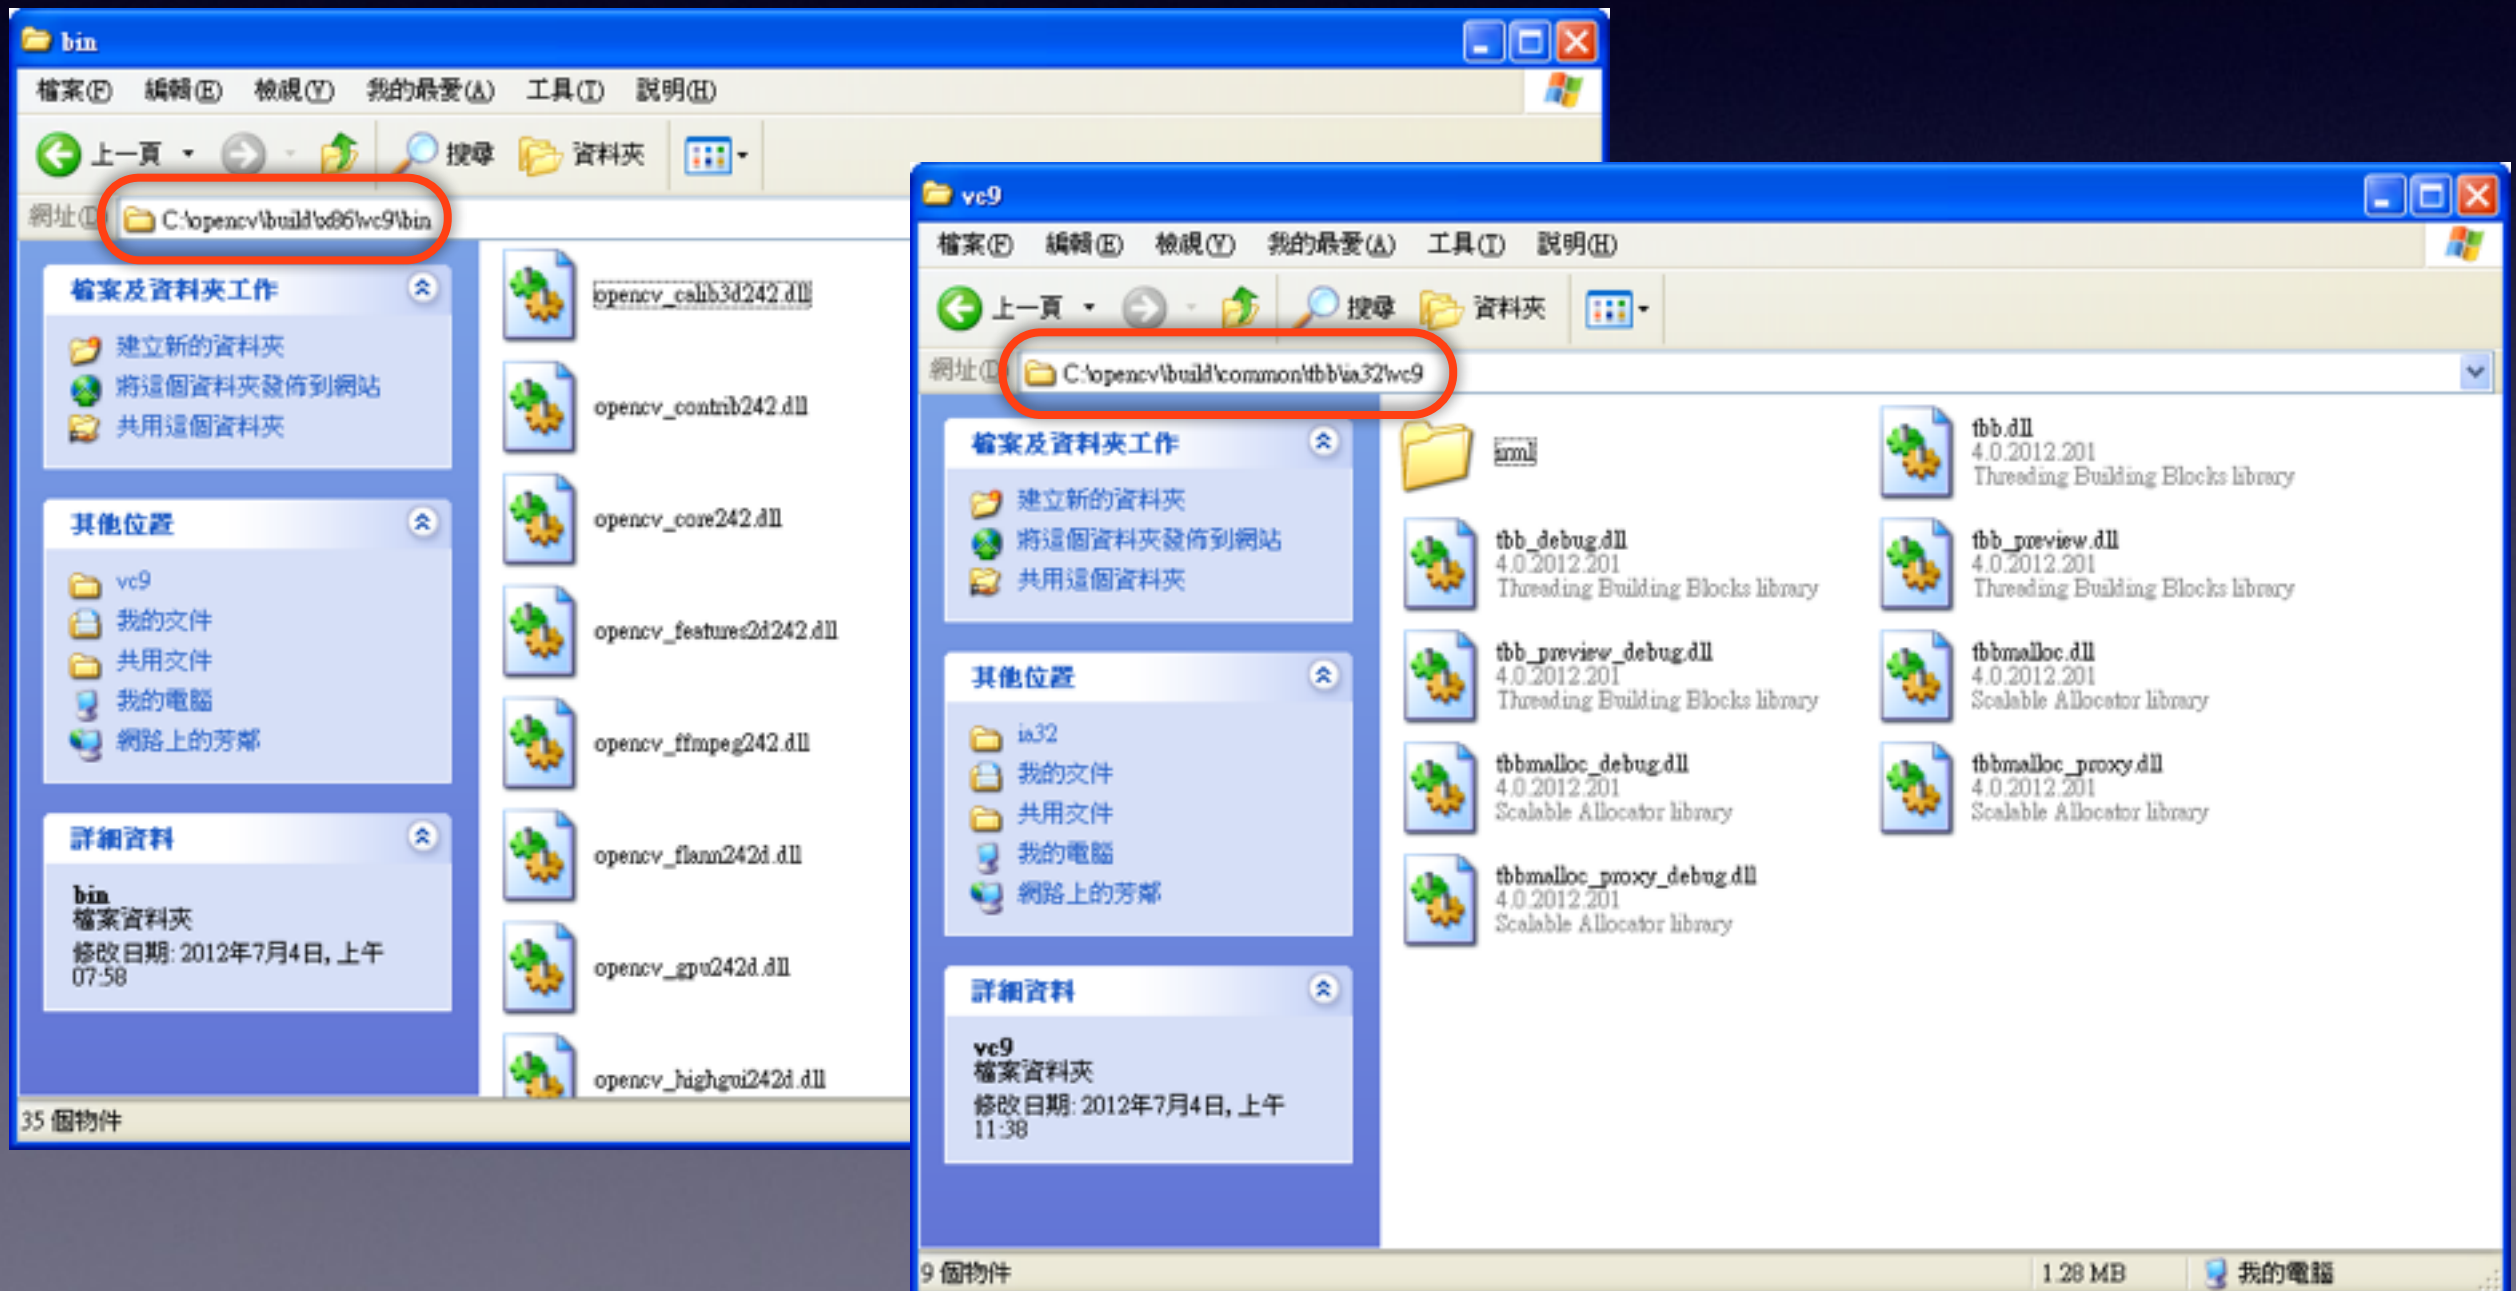 bin
檔案(F) 編輯(E) 檢視(V) 我的最愛(A) 工具(T) 說明(H)
上一頁 搜尋 資料夾
網址(D C:\opencv\build\x86\vc9\bin
檔案及資料夾工作
建立新的資料夾
將這個資料夾發佈到網站
共用這個資料夾
其他位置
vc9
我的文件
共用文件
我的電腦
網路上的芳鄰
詳細資料
bin
檔案資料夾
修改日期: 2012年7月4日, 上午
07:58
opencv_calib3d242.dll
opencv_contrib242.dll
opencv_core242.dll
opencv_features2d242.dll
opencv_ffmpeg242.dll
opencv_flann242d.dll
opencv_gpu242d.dll
opencv_highgui242d.dll
35 個物件
vc9
檔案(F) 編輯(E) 檢視(V) 我的最愛(A) 工具(T) 說明(H)
上一頁 搜尋 資料夾
網址(D C:\opencv\build\common\tbb\ia32\vc9
檔案及資料夾工作
建立新的資料夾
將這個資料夾發佈到網站
共用這個資料夾
其他位置
ia32
我的文件
共用文件
我的電腦
網路上的芳鄰
詳細資料
vc9
檔案資料夾
修改日期: 2012年7月4日, 上午
11:38
irml
tbb.dll
4.0.2012.201
Threading Building Blocks library
tbb_debug.dll
4.0.2012.201
Threading Building Blocks library
tbb_preview.dll
4.0.2012.201
Threading Building Blocks library
tbb_preview_debug.dll
4.0.2012.201
Threading Building Blocks library
tbbmalloc.dll
4.0.2012.201
Scalable Allocator library
tbbmalloc_debug.dll
4.0.2012.201
Scalable Allocator library
tbbmalloc_proxy.dll
4.0.2012.201
Scalable Allocator library
tbbmalloc_proxy_debug.dll
4.0.2012.201
Scalable Allocator library
9 個物件 1.28 MB 我的電腦